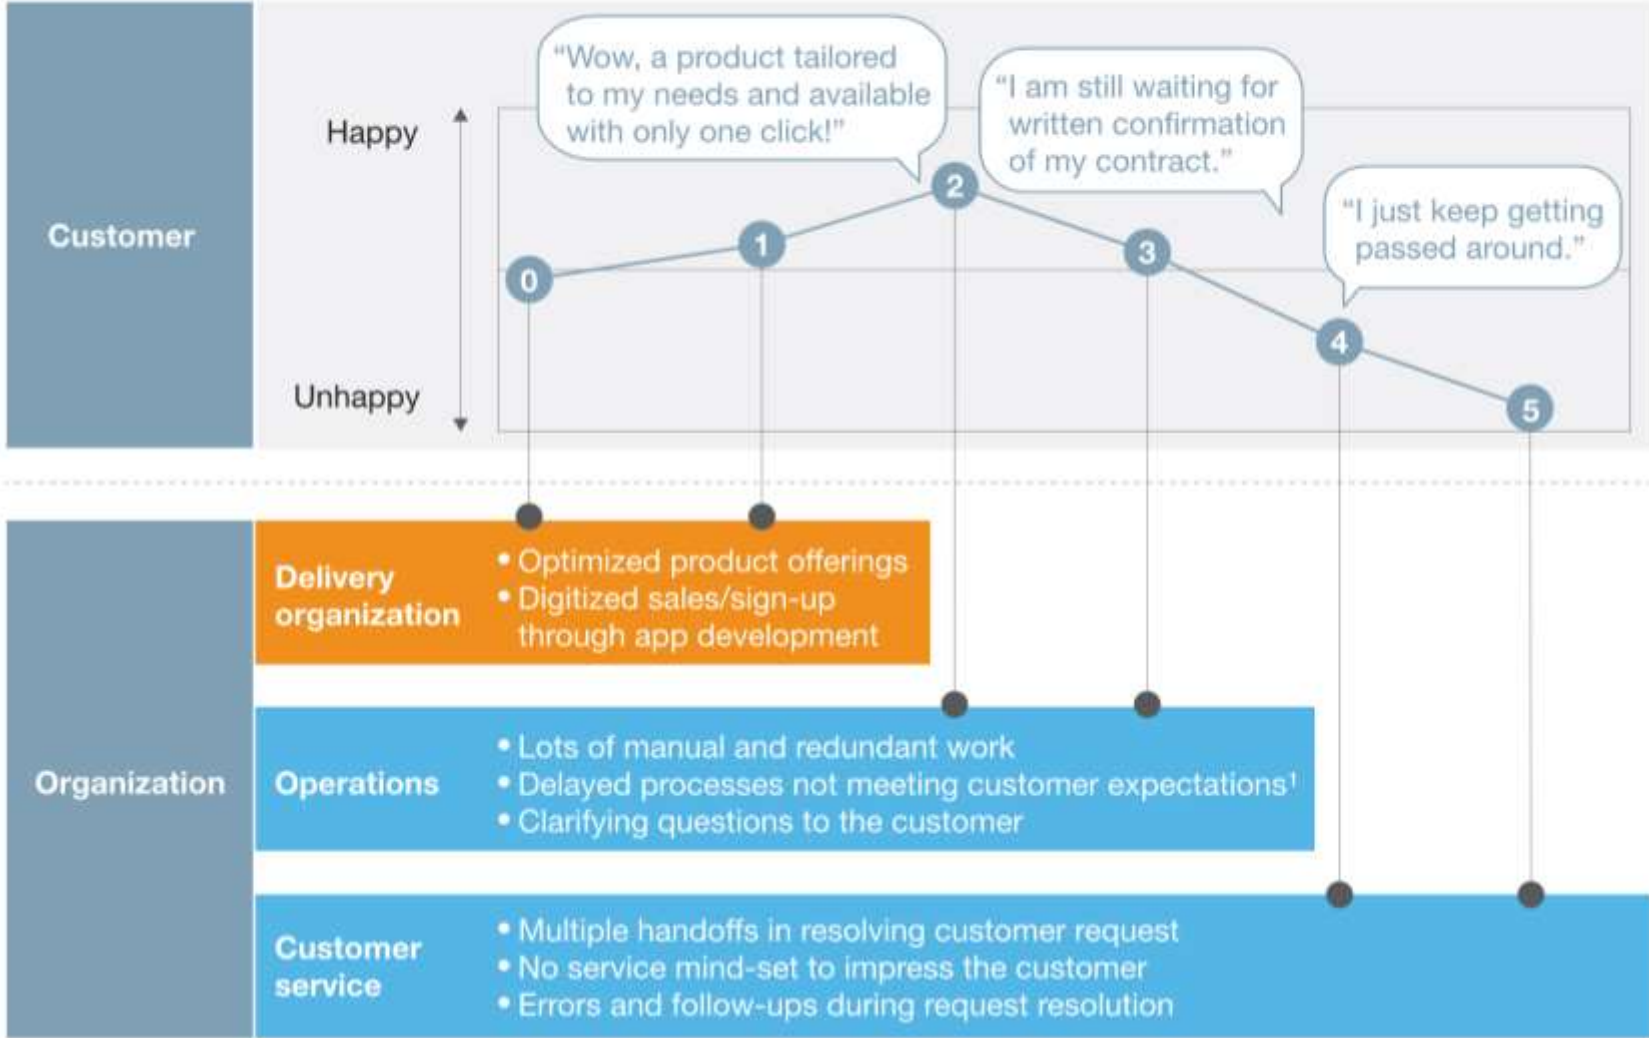 Customer
Happy
Unhappy
“Wow, a product tailored
to my needs and available
with only one click!”
“I am still waiting for
written confirmation
of my contract.”
“I just keep getting
passed around.”
0
1
2
3
4
5
Organization
Delivery
organization
• Optimized product offerings
• Digitized sales/sign-up
through app development
Operations
• Lots of manual and redundant work
• Delayed processes not meeting customer expectations¹
• Clarifying questions to the customer
Customer
service
• Multiple handoffs in resolving customer request
• No service mind-set to impress the customer
• Errors and follow-ups during request resolution